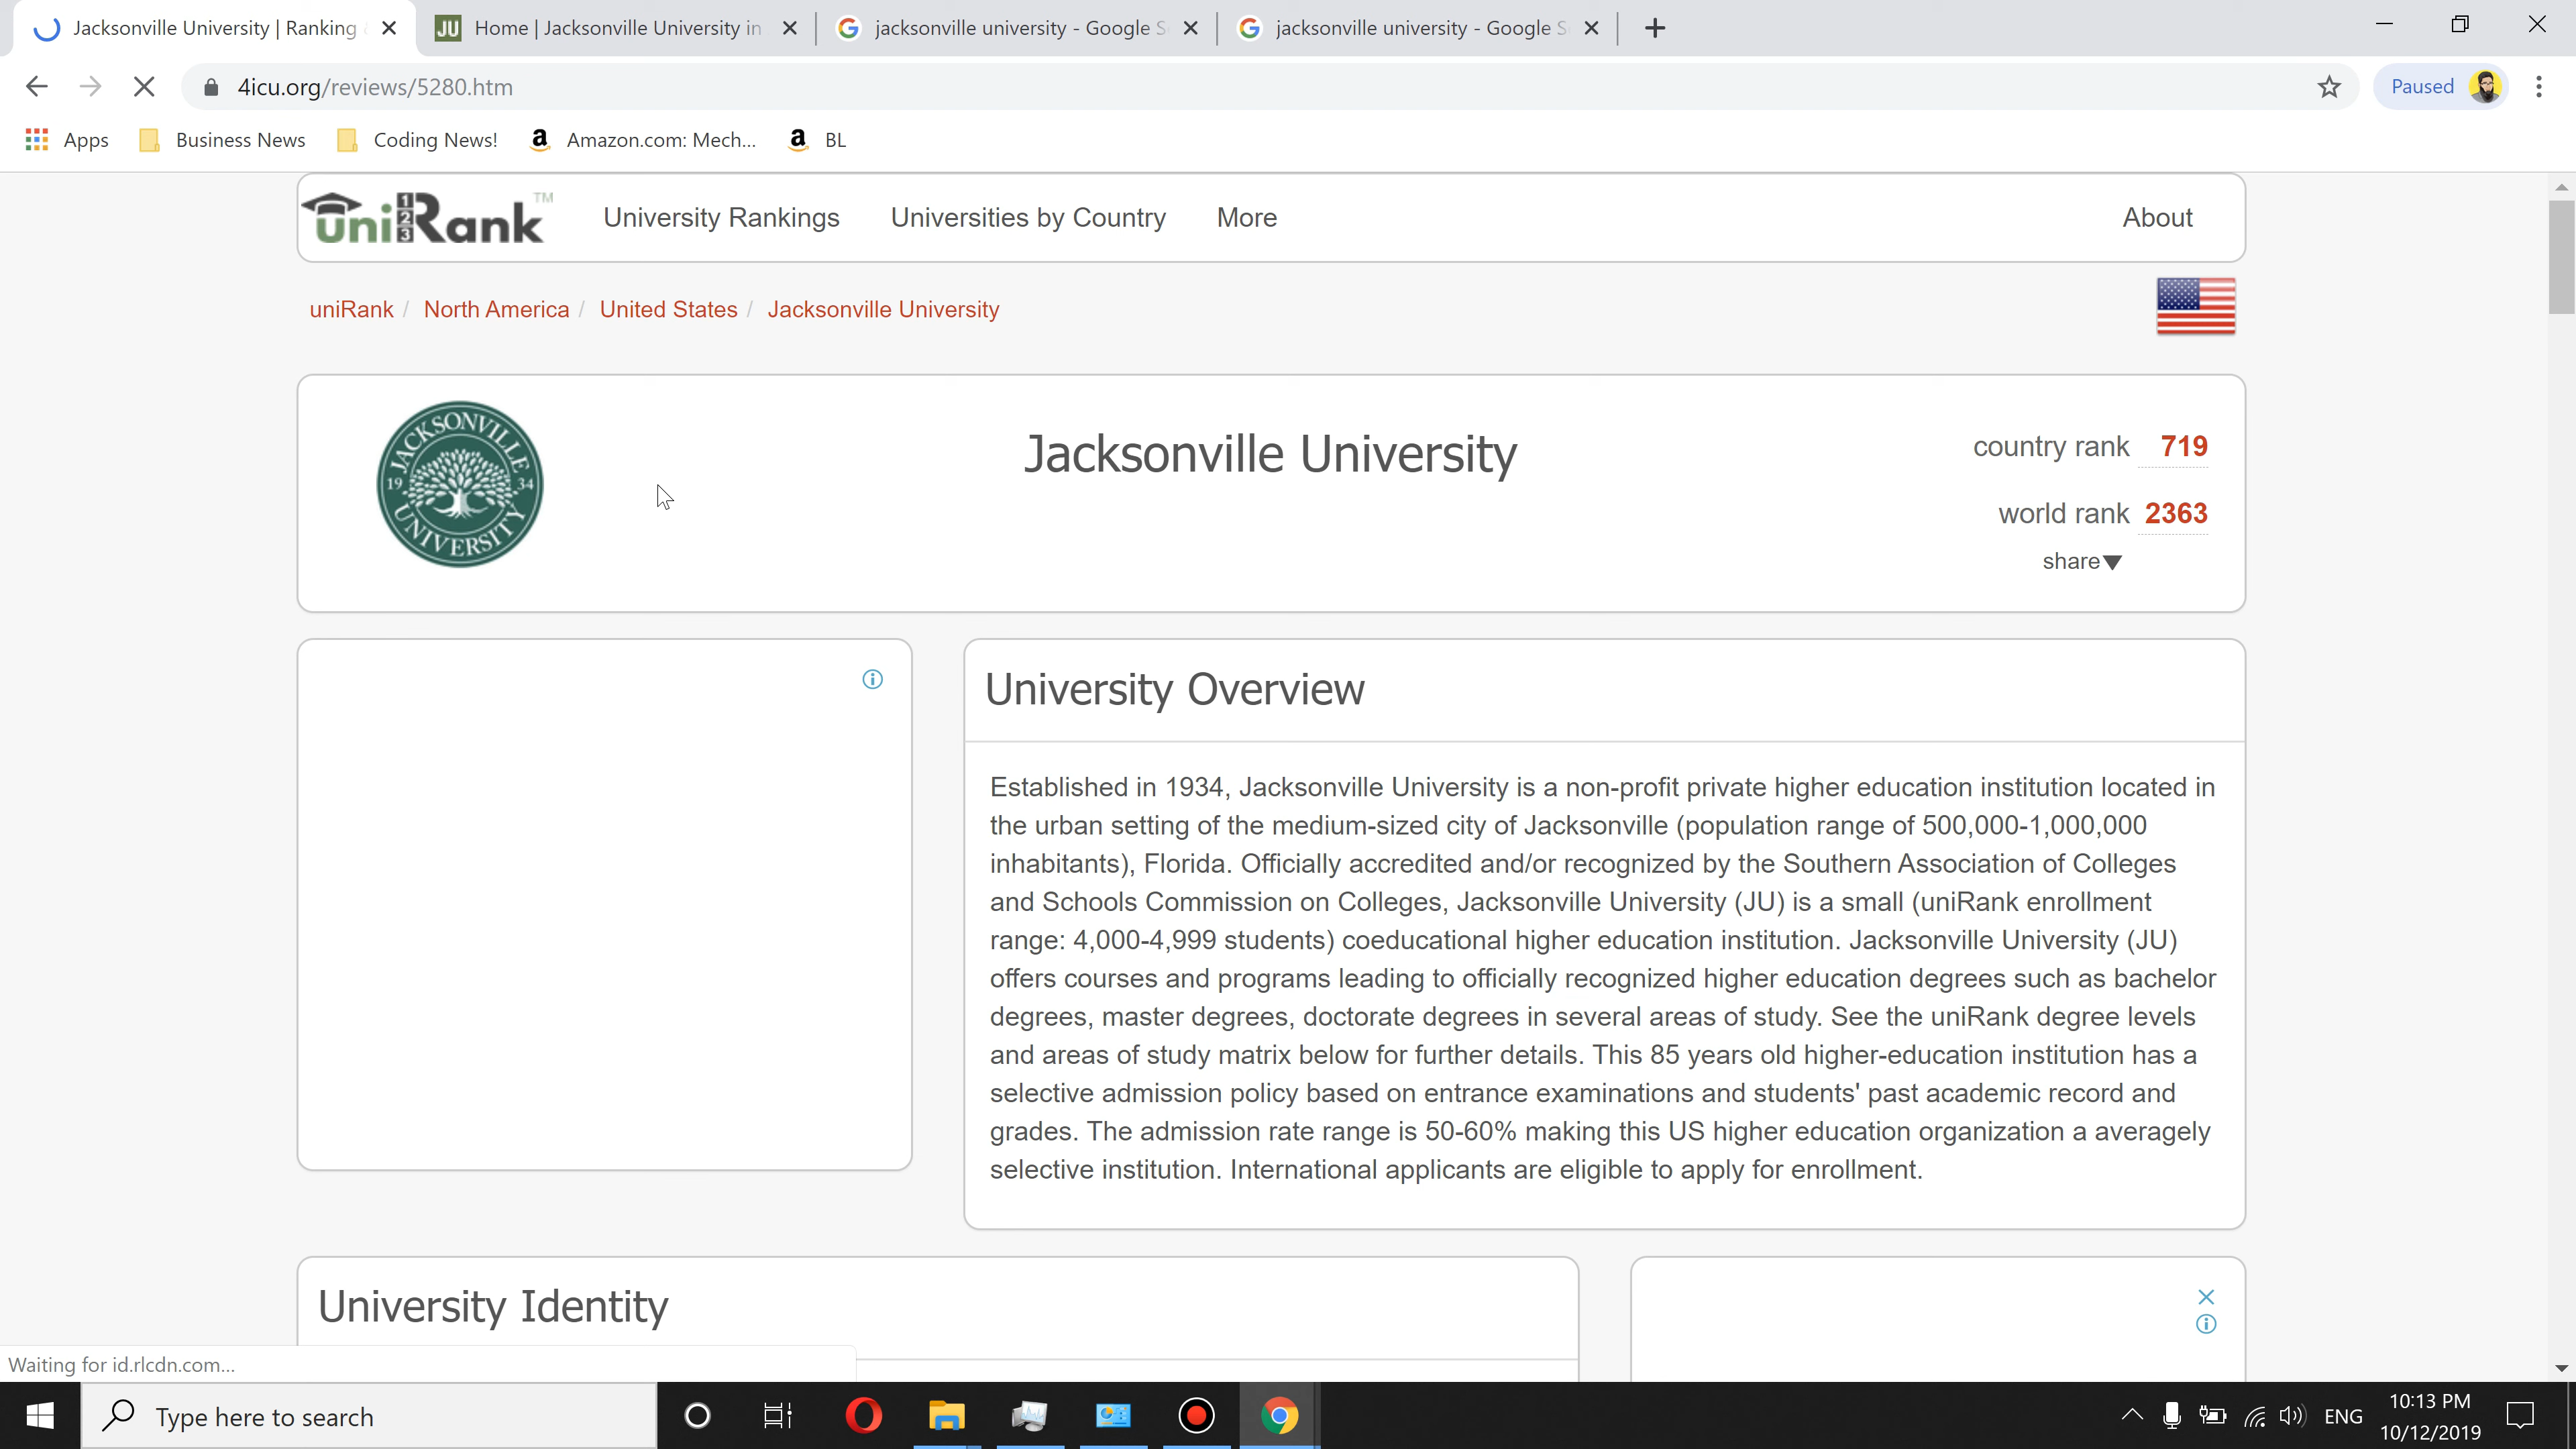 Jacksonville University | Ranking
Home | Jacksonville University in
jacksonville university - Google S
jacksonville university - Google S
4icu.org/reviews/5280.htm
Paused
Apps
Business News
Coding News!
Amazon.com: Mech...
BL
uniRank TM
123
University Rankings
Universities by Country
More
About
uniRank / North America / United States / Jacksonville University
JACKSONVILLE UNIVERSITY
19 34
Jacksonville University
country rank 719
world rank 2363
share▼
University Overview
Established in 1934, Jacksonville University is a non-profit private higher education institution located in
the urban setting of the medium-sized city of Jacksonville (population range of 500,000-1,000,000
inhabitants), Florida. Officially accredited and/or recognized by the Southern Association of Colleges
and Schools Commission on Colleges, Jacksonville University (JU) is a small (uniRank enrollment
range: 4,000-4,999 students) coeducational higher education institution. Jacksonville University (JU)
offers courses and programs leading to officially recognized higher education degrees such as bachelor
degrees, master degrees, doctorate degrees in several areas of study. See the uniRank degree levels
and areas of study matrix below for further details. This 85 years old higher-education institution has a
selective admission policy based on entrance examinations and students' past academic record and
grades. The admission rate range is 50-60% making this US higher education organization a averagely
selective institution. International applicants are eligible to apply for enrollment.
University Identity
Waiting for id.rlcdn.com...
Type here to search
ENG
10:13 PM
10/12/2019